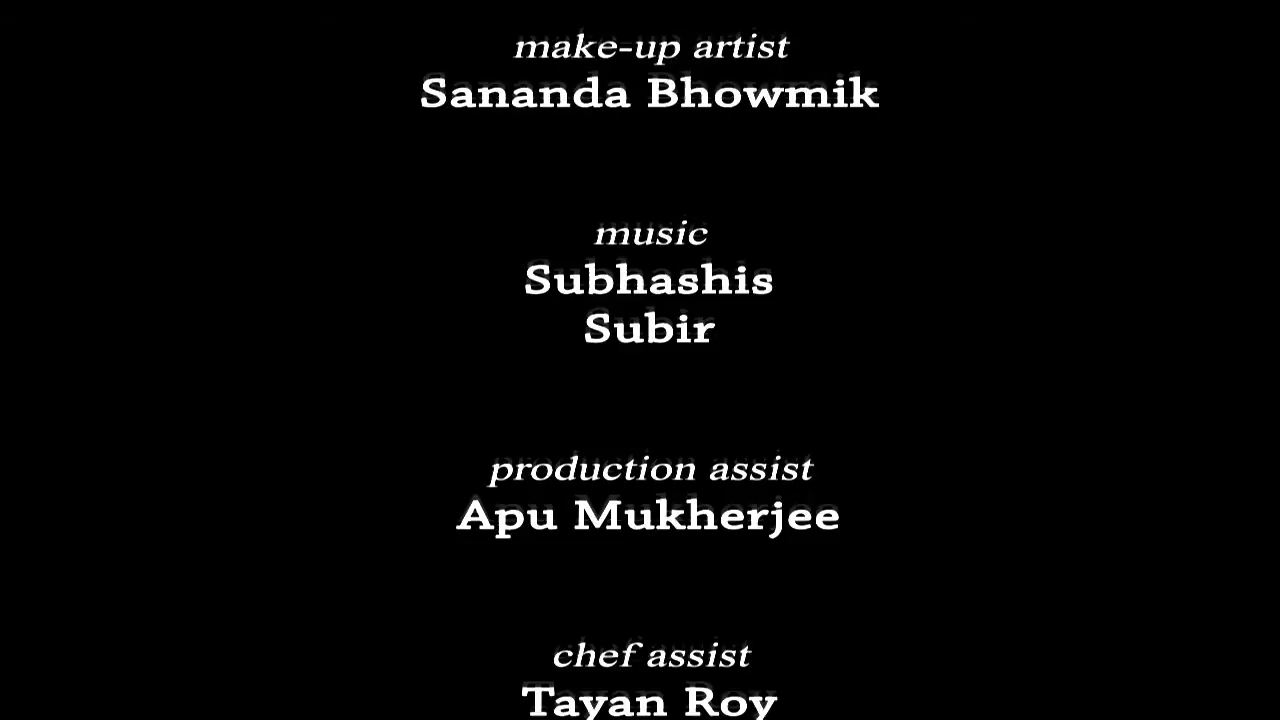 make-up artist
Sananda Bhowmik
music
Subhashis
Subir
production assist
Apu Mukherjee
chef assist
Tayan Roy